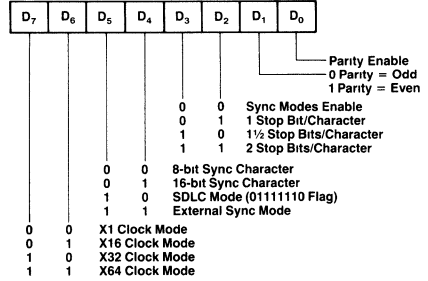 D7 D6 D5 D4 D3 D2 D1 D0
Parity Enable
0 Parity = Odd
1 Parity = Even
0 0 Sync Modes Enable
0 1 1 Stop Bit/Character
1 0 1½ Stop Bits/Character
1 1 2 Stop Bits/Character
0 0 8-bit Sync Character
0 1 16-bit Sync Character
1 0 SDLC Mode (01111110 Flag)
1 1 External Sync Mode
0 0 X1 Clock Mode
0 1 X16 Clock Mode
1 0 X32 Clock Mode
1 1 X64 Clock Mode